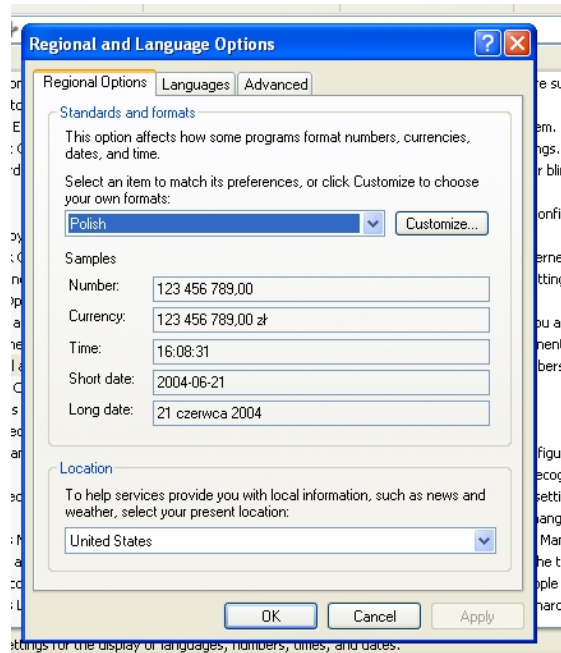 Regional and Language Options
Regional Options Languages Advanced
Standards and formats
This option affects how some programs format numbers, currencies,
dates, and time.
Select an item to match its preferences, or click Customize to choose
your own formats:
Polish Customize...
Samples
Number: 123 456 789,00
Currency: 123 456 789,00 zł
Time: 16:08:31
Short date: 2004-06-21
Long date: 21 czerwca 2004
Location
To help services provide you with local information, such as news and
weather, select your present location:
United States
OK Cancel Apply
ettings for the display of languages, numbers, times, and dates.